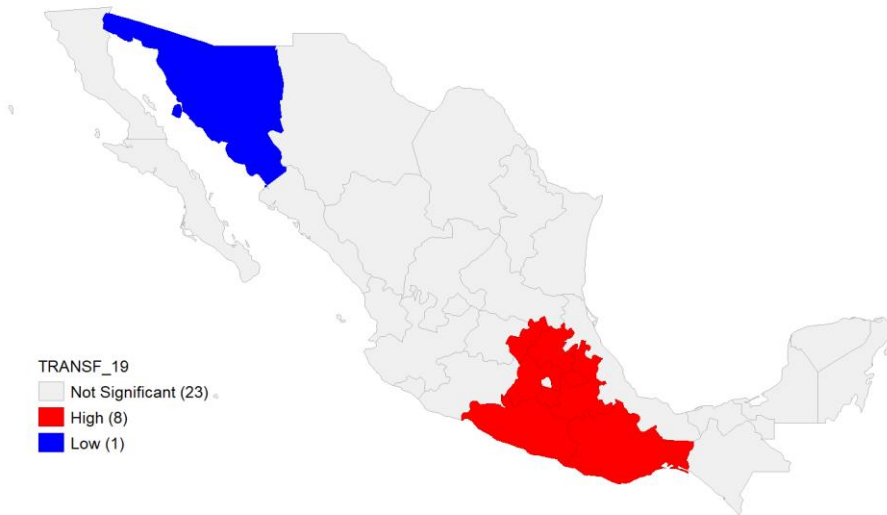 TRANSF_19
Not Significant (23)
High (8)
Low (1)